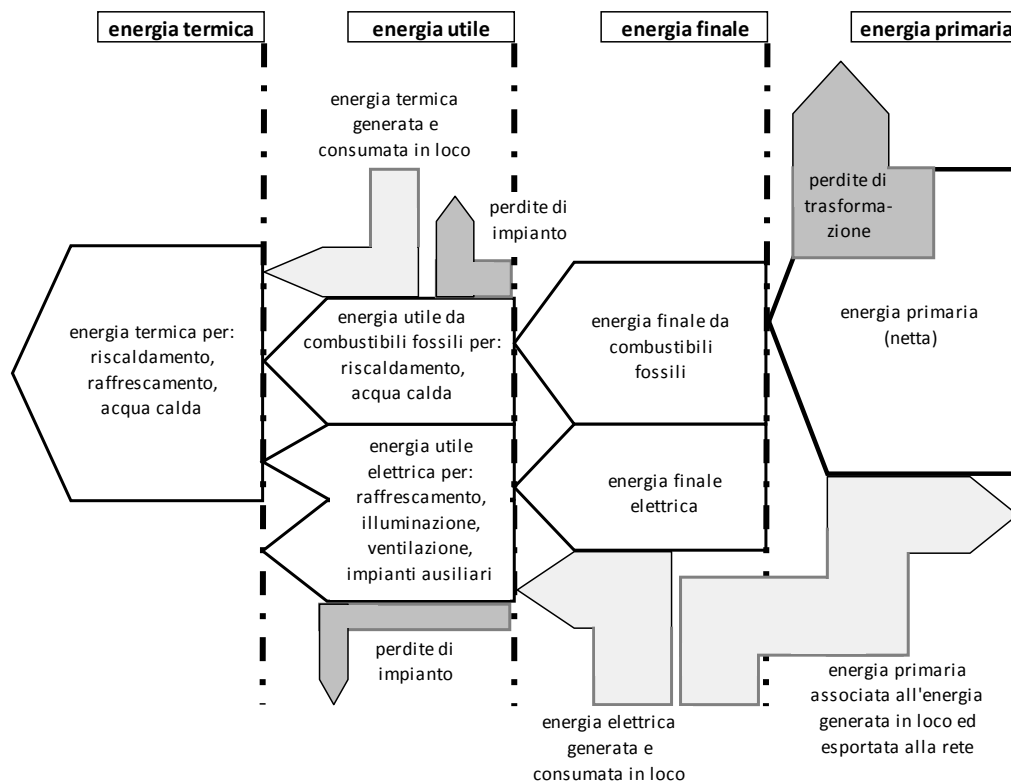 energia termica
energia utile
energia finale
energia primaria
energia termica
generata e
consumata in loco
perdite di
impianto
perdite di
trasforma-
zione
energia termica per:
riscaldamento,
raffrescamento,
acqua calda
energia utile da
combustibili fossili per:
riscaldamento,
acqua calda
energia finale da
combustibili
fossili
energia primaria
(netta)
energia utile
elettrica per:
raffrescamento,
illuminazione,
ventilazione,
impianti ausiliari
energia finale
elettrica
perdite di
impianto
energia elettrica
generata e
consumata in loco
energia primaria
associata all'energia
generata in loco ed
esportata alla rete